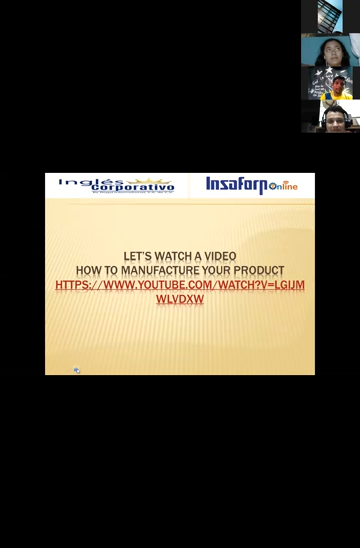 Inglés
Corporativo
Insaforp Online
LET'S WATCH A VIDEO
HOW TO MANUFACTURE YOUR PRODUCT
HTTPS://WWW.YOUTUBE.COM/WATCH?V=LGIJM
WLVDXW